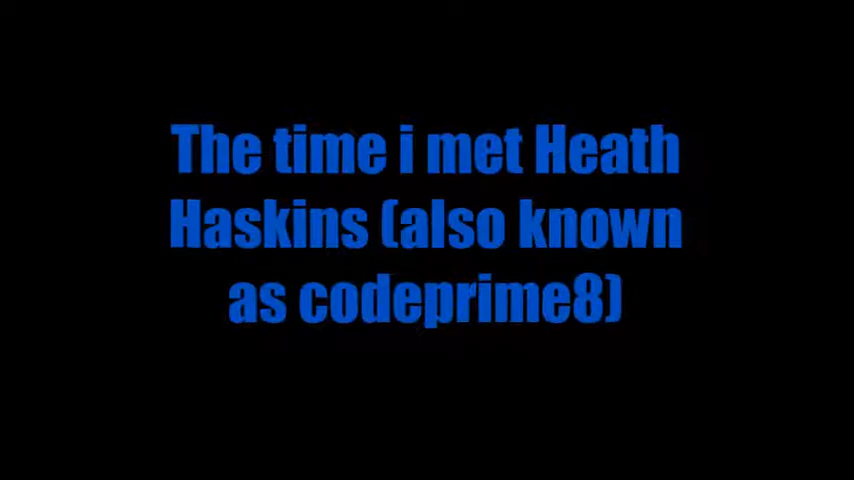 The time i met Heath
Haskins (also known
as codeprime8)